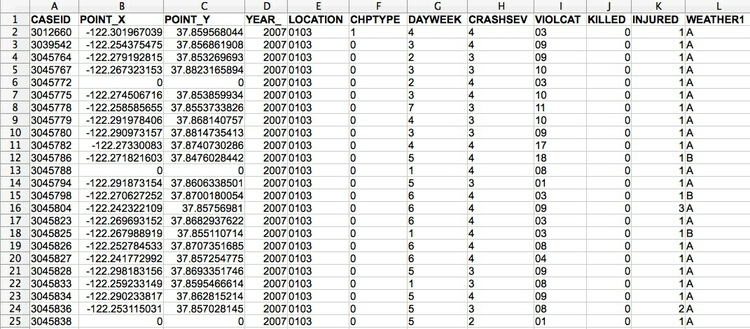 A B C D E F G H I J K L
1 CASEID POINT_X POINT_Y YEAR_ LOCATION CHPTYPE DAYWEEK CRASHSEV VIOLCAT KILLED INJURED WEATHER1
2 3012660 -122.301967039 37.859568044 2007 0103 1 4 4 03 0 1 A
3 3039542 -122.254375475 37.856861908 2007 0103 0 3 4 09 0 1 A
4 3045764 -122.279192815 37.853269693 2007 0103 0 2 3 09 0 1 A
5 3045767 -122.267323153 37.8823165894 2007 0103 0 3 3 10 0 1 A
6 3045772 0 0 2007 0103 0 2 4 03 0 1 A
7 3045775 -122.274506716 37.853859934 2007 0103 0 3 4 10 0 1 A
8 3045778 -122.258585655 37.8553733826 2007 0103 0 7 3 11 0 1 A
9 3045779 -122.291978406 37.868140757 2007 0103 0 4 3 10 0 1 A
10 3045780 -122.290973157 37.8814735413 2007 0103 0 3 3 09 0 1 A
11 3045782 -122.27330083 37.8740730286 2007 0103 0 4 4 17 0 1 A
12 3045786 -122.271821603 37.8476028442 2007 0103 0 5 4 18 0 1 B
13 3045788 0 0 2007 0103 0 1 4 08 0 1 A
14 3045794 -122.291873154 37.8606338501 2007 0103 0 5 3 01 0 1 A
15 3045798 -122.270627252 37.8700180054 2007 0103 0 6 4 03 0 1 B
16 3045804 -122.242322109 37.85756981 2007 0103 0 6 4 09 0 3 A
17 3045823 -122.269693152 37.8682937622 2007 0103 0 6 4 03 0 1 A
18 3045825 -122.267988919 37.855110714 2007 0103 0 1 4 03 0 1 B
19 3045826 -122.252784533 37.8707351685 2007 0103 0 6 4 08 0 1 A
20 3045827 -122.241772992 37.857254775 2007 0103 0 6 4 04 0 1 A
21 3045831 -122.298183156 37.8693351746 2007 0103 0 5 3 09 0 1 A
22 3045833 -122.259233149 37.8595466614 2007 0103 0 1 3 08 0 1 A
23 3045834 -122.290233817 37.862815214 2007 0103 0 5 4 09 0 1 A
24 3045836 -122.253115031 37.857028145 2007 0103 0 5 3 08 0 2 A
25 3045838 0 0 2007 0103 0 5 2 01 0 1 A